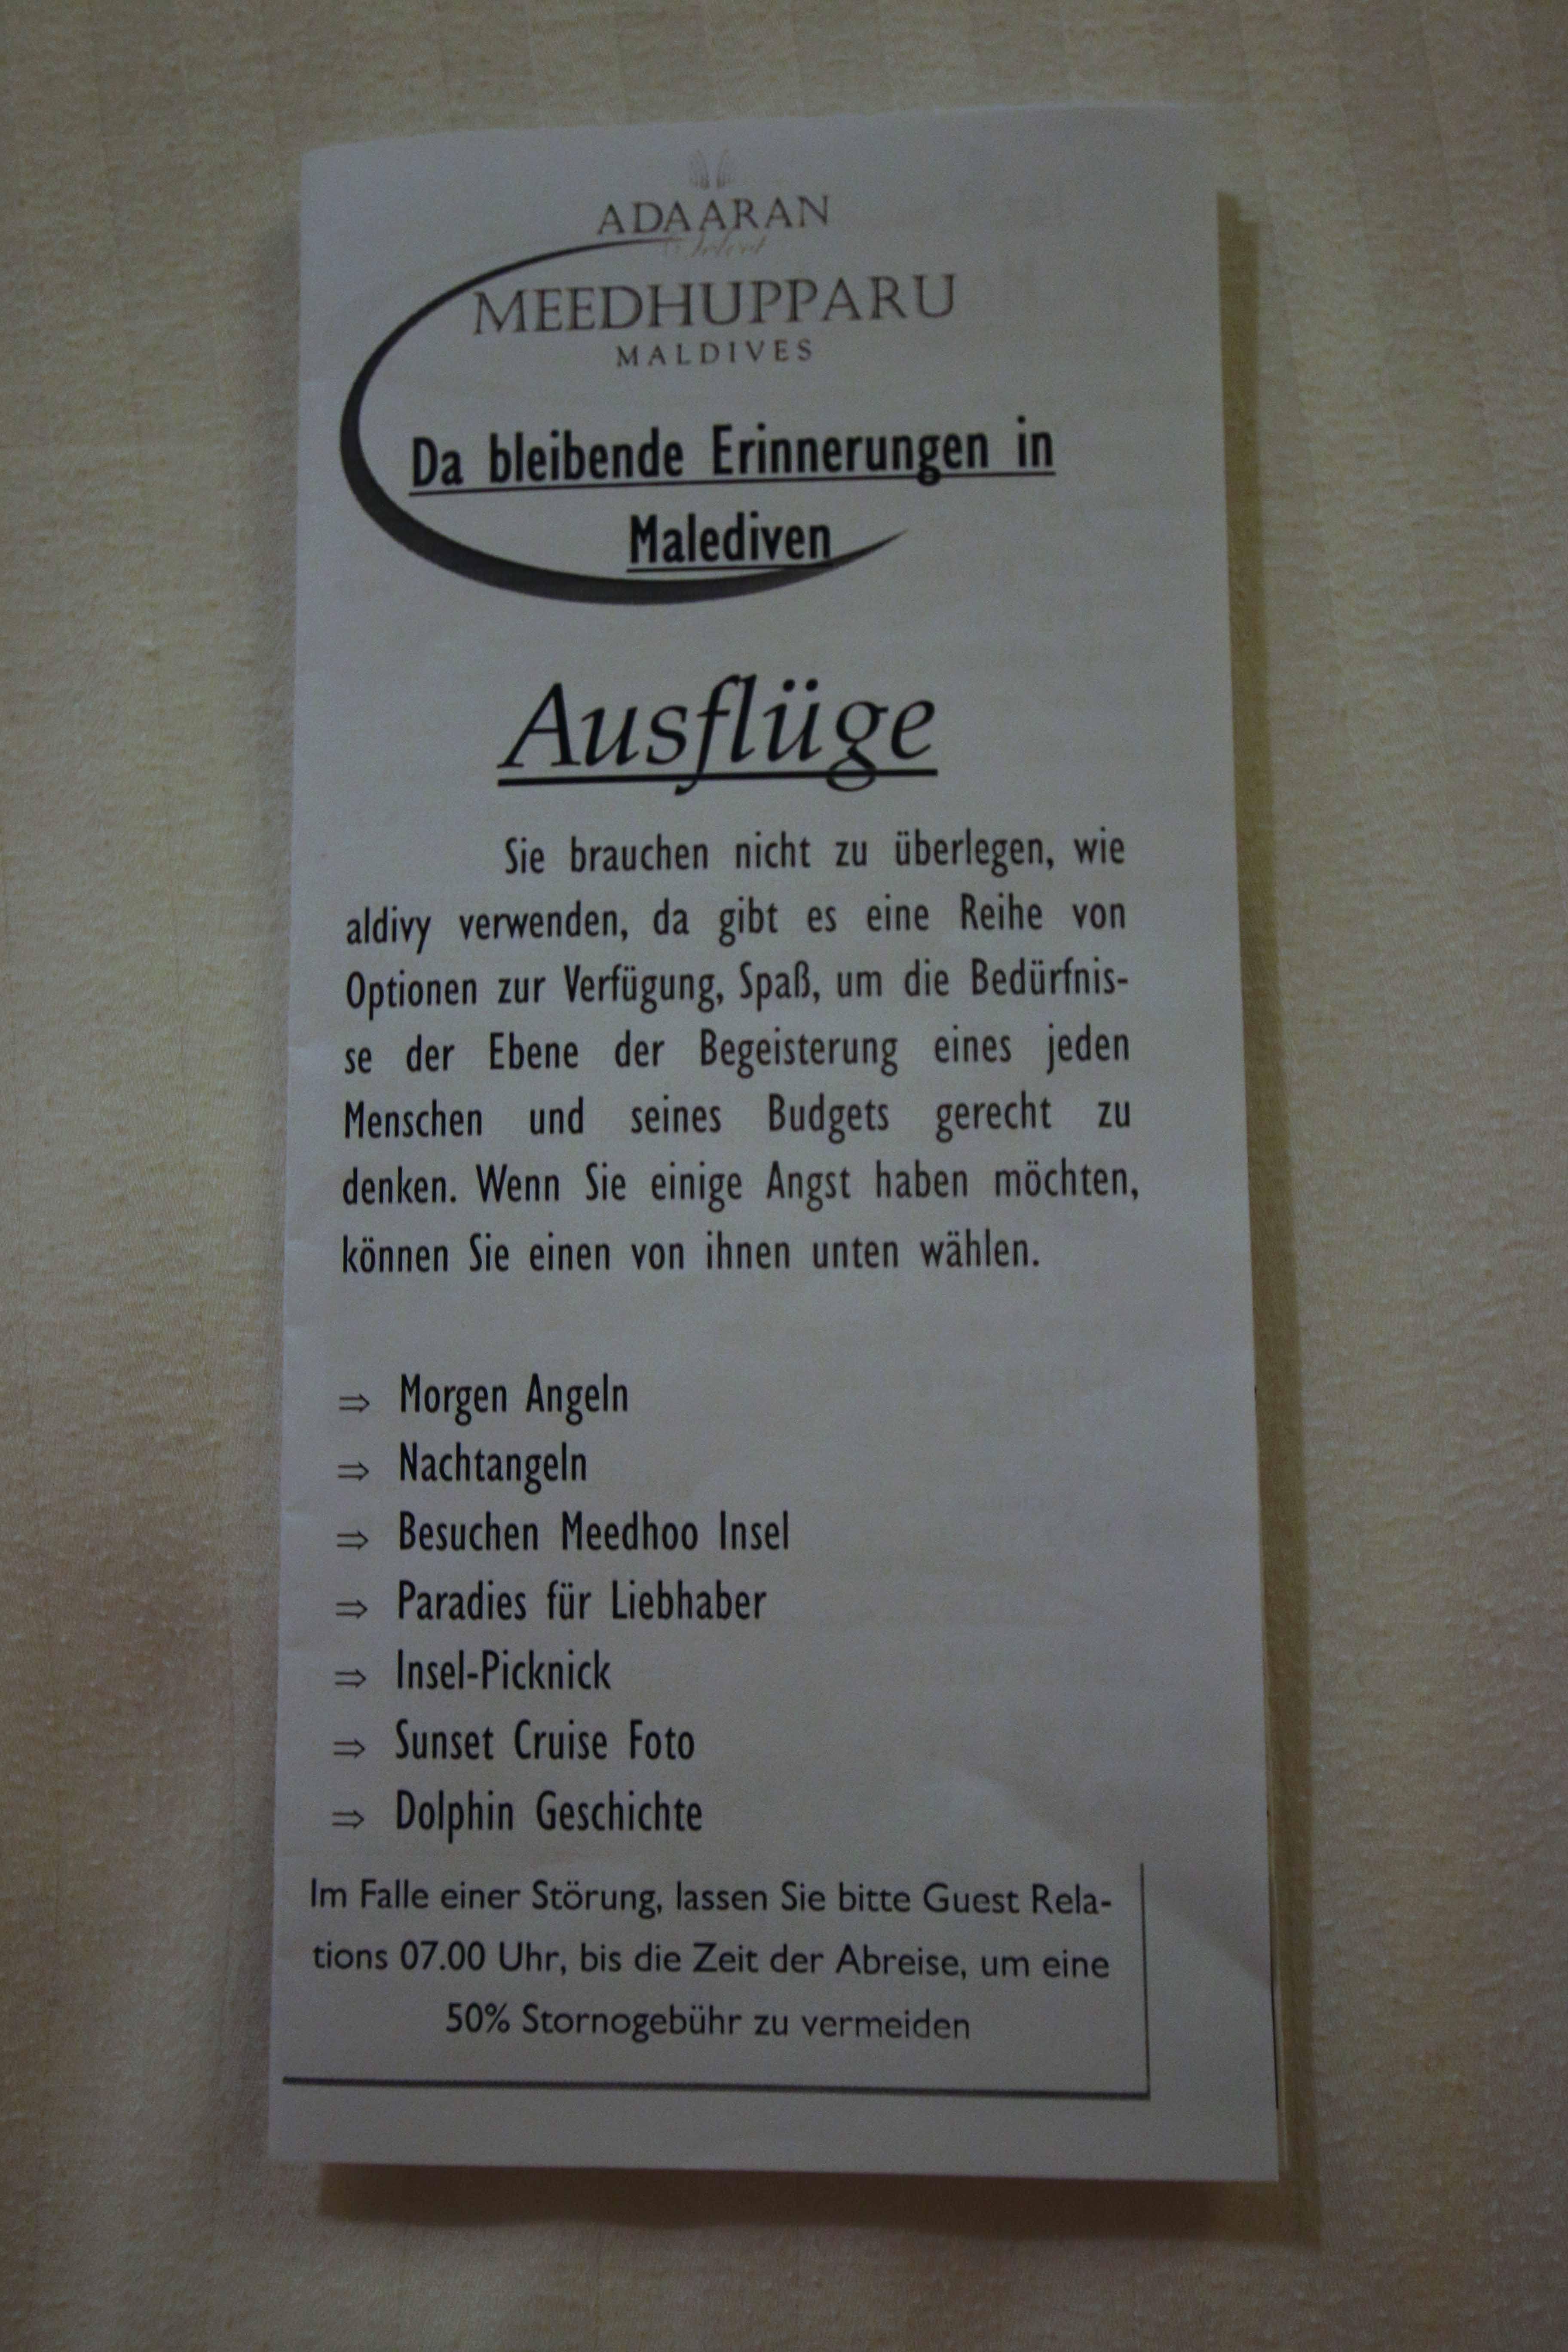 ADAARAN
Select
MEEDHUPPARU
MALDIVES
Da bleibende Erinnerungen in
Malediven
Ausflüge
Sie brauchen nicht zu überlegen, wie
aldivy verwenden, da gibt es eine Reihe von
Optionen zur Verfügung, Spaß, um die Bedürfnis-
se der Ebene der Begeisterung eines jeden
Menschen und seines Budgets gerecht zu
denken. Wenn Sie einige Angst haben möchten,
können Sie einen von ihnen unten wählen.
⇒ Morgen Angeln
⇒ Nachtangeln
⇒ Besuchen Meedhoo Insel
⇒ Paradies für Liebhaber
⇒ Insel-Picknick
⇒ Sunset Cruise Foto
⇒ Dolphin Geschichte
Im Falle einer Störung, lassen Sie bitte Guest Rela-
tions 07.00 Uhr, bis die Zeit der Abreise, um eine
50% Stornogebühr zu vermeiden